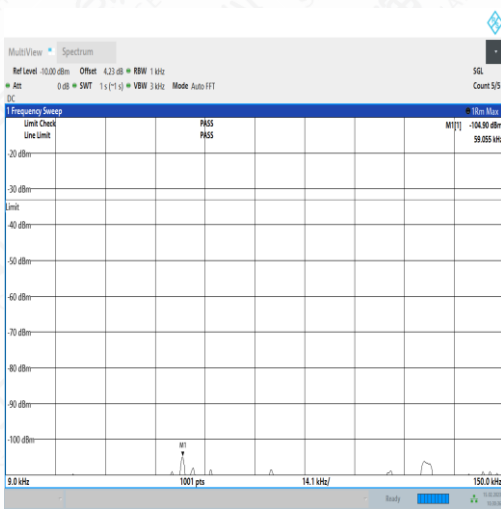 MultiView Spectrum
Ref Level -10.00 dBm Offset 4.23 dB RBW 1 kHz SGL
Att 0 dB SWT 1 s (~1 s) VBW 3 kHz Mode Auto FFT Count 5/5
DC
1 Frequency Sweep 1Rm Max
Limit Check PASS M1[1] -104.90 dBm
Line Limit PASS 59.055 kHz
-20 dBm
-30 dBm
Limit
-40 dBm
-50 dBm
-60 dBm
-70 dBm
-80 dBm
-90 dBm
-100 dBm
M1
9.0 kHz 1001 pts 14.1 kHz/ 150.0 kHz
Ready